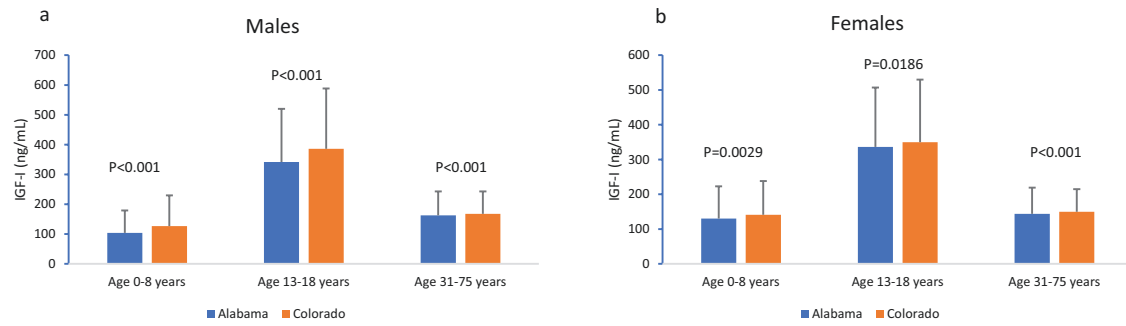 a
Males
IGF-I (ng/mL)
700
600
500
400
300
200
100
0
P<0.001
P<0.001
P<0.001
Age 0-8 years
Age 13-18 years
Age 31-75 years
Alabama
Colorado
b
Females
IGF-I (ng/mL)
600
500
400
300
200
100
0
P=0.0029
P=0.0186
P<0.001
Age 0-8 years
Age 13-18 years
Age 31-75 years
Alabama
Colorado